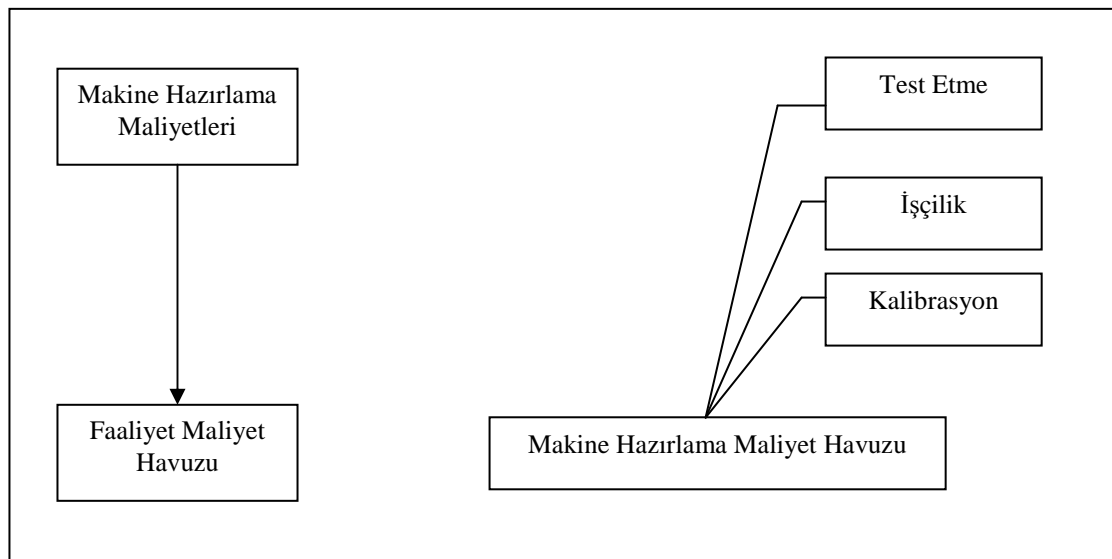 Makine Hazırlama
Maliyetleri
Test Etme
İşçilik
Kalibrasyon
Faaliyet Maliyet
Havuzu
Makine Hazırlama Maliyet Havuzu